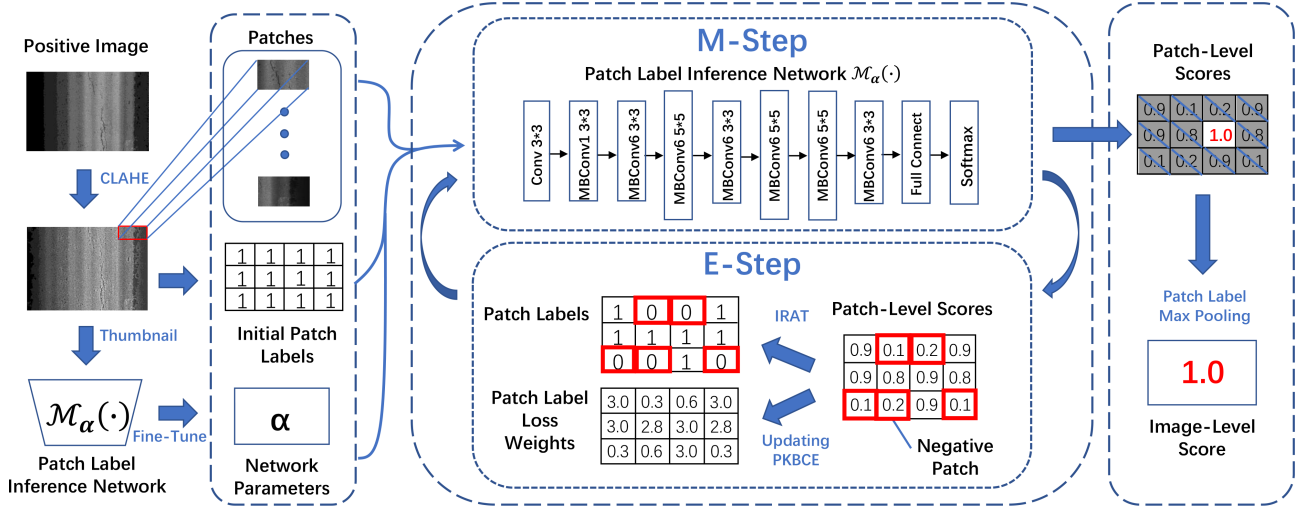 Positive Image
CLAHE
Thumbnail
ℳα(·)
Fine-Tune
Patch Label
Inference Network
Patches
1 1 1 1
1 1 1 1
1 1 1 1
Initial Patch
Labels
α
Network
Parameters
M-Step
Patch Label Inference Network ℳα(·)
Conv 3*3
MBConv1 3*3
MBConv6 3*3
MBConv6 5*5
MBConv6 3*3
MBConv6 5*5
MBConv6 5*5
MBConv6 3*3
Full Connect
Softmax
E-Step
Patch Labels
1 0 0 1
1 1 1 1
0 0 1 0
IRAT
Patch-Level Scores
0.9 0.1 0.2 0.9
0.9 0.8 0.9 0.8
0.1 0.2 0.9 0.1
Patch Label
Loss
Weights
3.0 0.3 0.6 3.0
3.0 2.8 3.0 2.8
0.3 0.6 3.0 0.3
Updating
PKBCE
Negative
Patch
Patch-Level
Scores
0.9 0.1 0.2 0.9
0.9 0.8 1.0 0.8
0.1 0.2 0.9 0.1
Patch Label
Max Pooling
1.0
Image-Level
Score